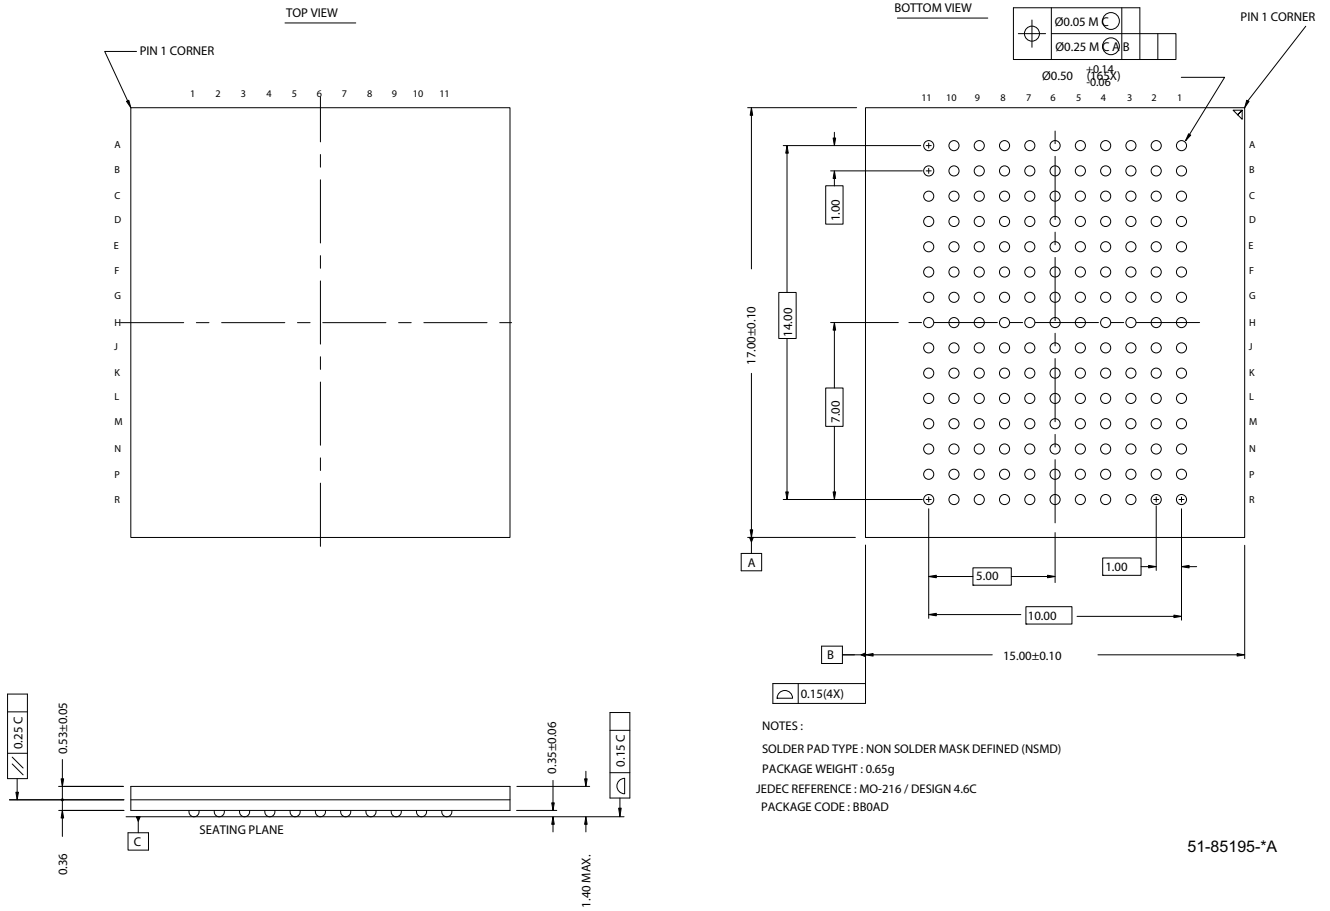 TOP VIEW
PIN 1 CORNER
1 2 3 4 5 6 7 8 9 10 11
A
B
C
D
E
F
G
H
J
K
L
M
N
P
R
BOTTOM VIEW
PIN 1 CORNER
Ø0.05 M C
Ø0.25 M C A B
+0.14
Ø0.50 (165X)
-0.06
11 10 9 8 7 6 5 4 3 2 1
A
B
C
D
E
F
G
H
J
K
L
M
N
P
R
1.00
14.00
17.00±0.10
7.00
A
5.00
1.00
10.00
B
15.00±0.10
0.15(4X)
0.25 C
0.53±0.05
0.35±0.06
0.15 C
SEATING PLANE
C
0.36
1.40 MAX.
NOTES :
SOLDER PAD TYPE : NON SOLDER MASK DEFINED (NSMD)
PACKAGE WEIGHT : 0.65g
JEDEC REFERENCE : MO-216 / DESIGN 4.6C
PACKAGE CODE : BB0AD
51-85195-*A